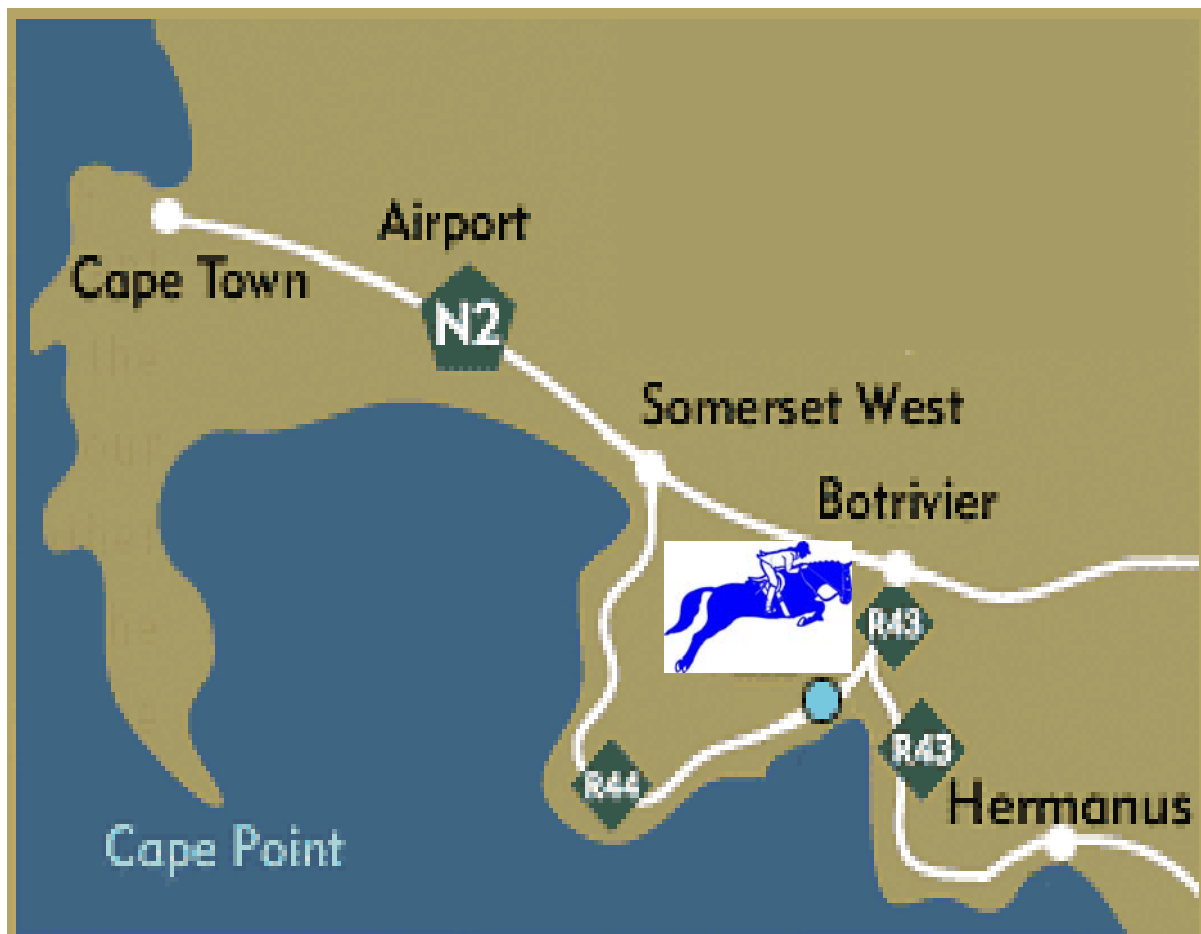 Airport
Cape Town
N2
Somerset West
Botrivier
R43
R43
R44
Hermanus
Cape Point